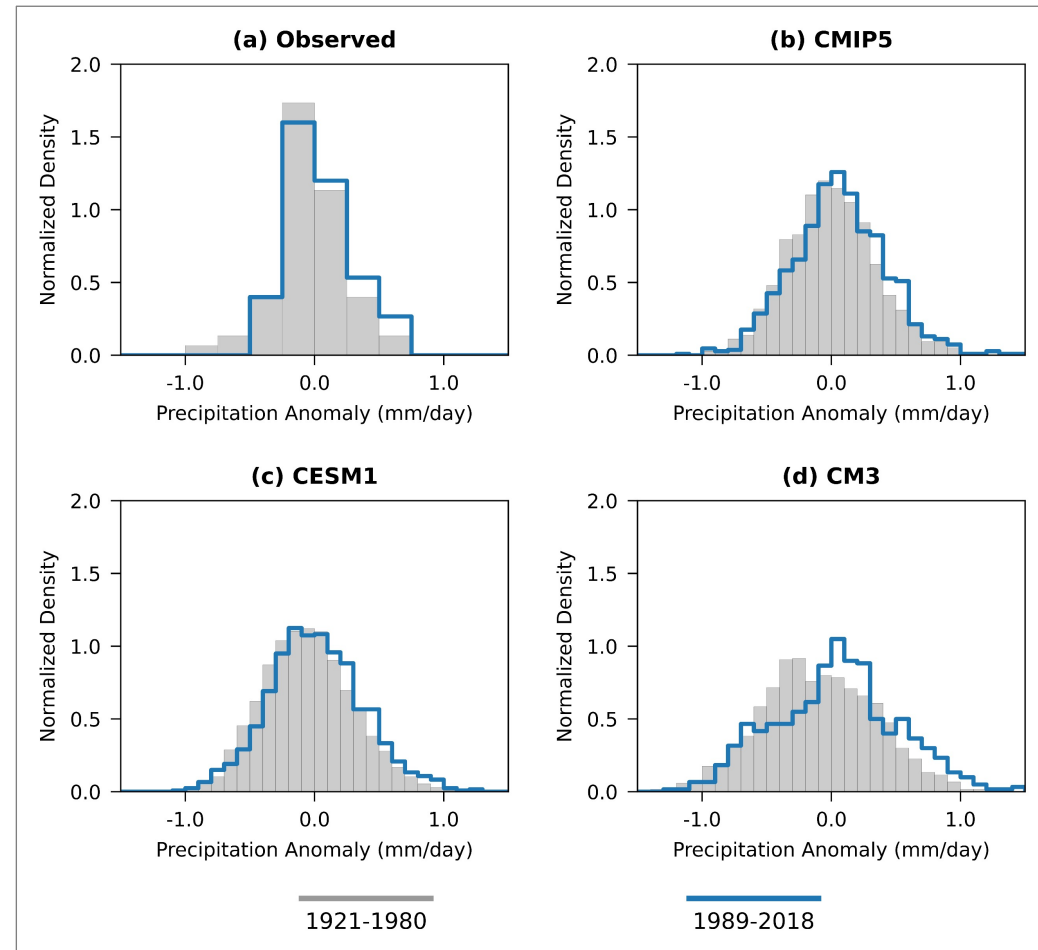 (a) Observed
2.0
1.5
1.0
0.5
0.0
Normalized Density
-1.0 0.0 1.0
Precipitation Anomaly (mm/day)
(b) CMIP5
2.0
1.5
1.0
0.5
0.0
Normalized Density
-1.0 0.0 1.0
Precipitation Anomaly (mm/day)
(c) CESM1
2.0
1.5
1.0
0.5
0.0
Normalized Density
-1.0 0.0 1.0
Precipitation Anomaly (mm/day)
(d) CM3
2.0
1.5
1.0
0.5
0.0
Normalized Density
-1.0 0.0 1.0
Precipitation Anomaly (mm/day)
1921-1980
1989-2018